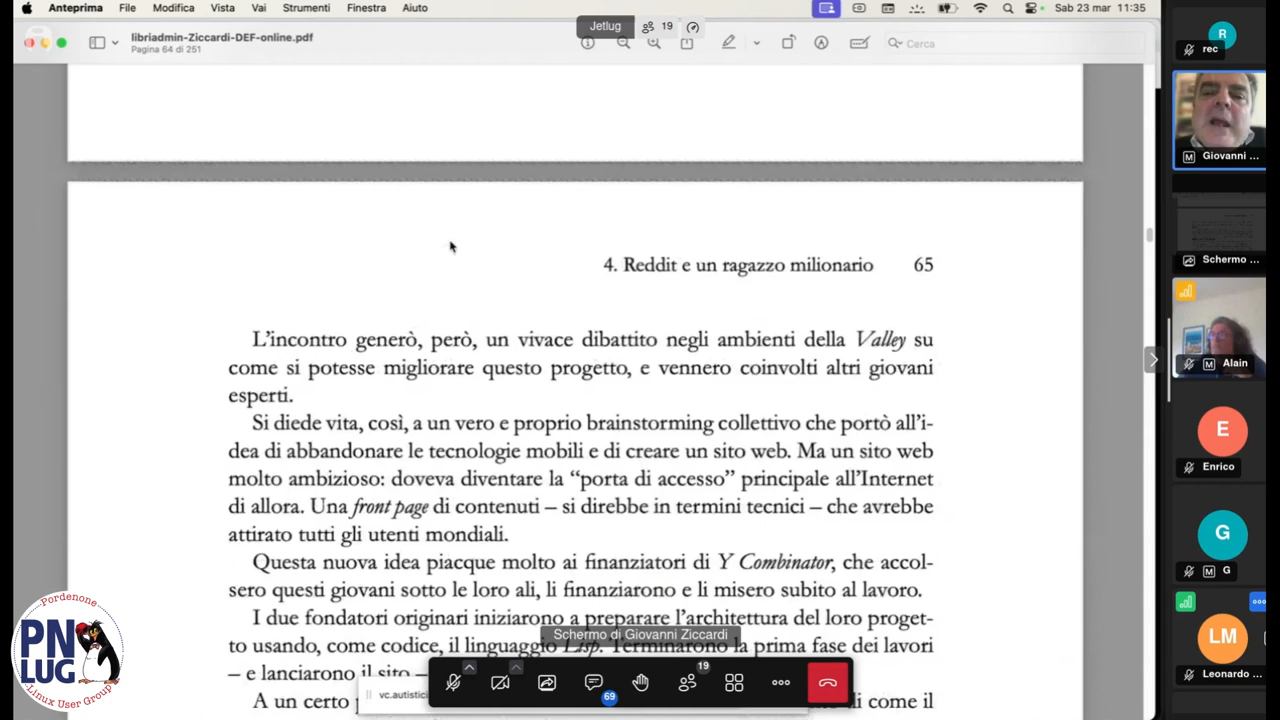 Anteprima File Modifica Vista Vai Strumenti Finestra Aiuto
Sab 23 mar 11:35
Jetlug 19
libriadmin-Ziccardi-DEF-online.pdf
Pagina 64 di 251
Cerca
4. Reddit e un ragazzo milionario 65
L’incontro generò, però, un vivace dibattito negli ambienti della Valley su
come si potesse migliorare questo progetto, e vennero coinvolti altri giovani
esperti.
Si diede vita, così, a un vero e proprio brainstorming collettivo che portò all’i-
dea di abbandonare le tecnologie mobili e di creare un sito web. Ma un sito web
molto ambizioso: doveva diventare la “porta di accesso” principale all’Internet
di allora. Una front page di contenuti – si direbbe in termini tecnici – che avrebbe
attirato tutti gli utenti mondiali.
Questa nuova idea piacque molto ai finanziatori di Y Combinator, che accol-
sero questi giovani sotto le loro ali, li finanziarono e li misero subito al lavoro.
I due fondatori originari iniziarono a preparare l’architettura del loro proget-
to usando, come codice, il linguaggio Lisp. Terminarono la prima fase dei lavori
– e lanciarono il sito –
A un certo
di come il
Schermo di Giovanni Ziccardi
vc.autistici
69
19
R
rec
Giovanni ...
Schermo ...
Alain
E
Enrico
G
G
LM
Leonardo ...
Pordenone
PN
LUG
Linux User Group